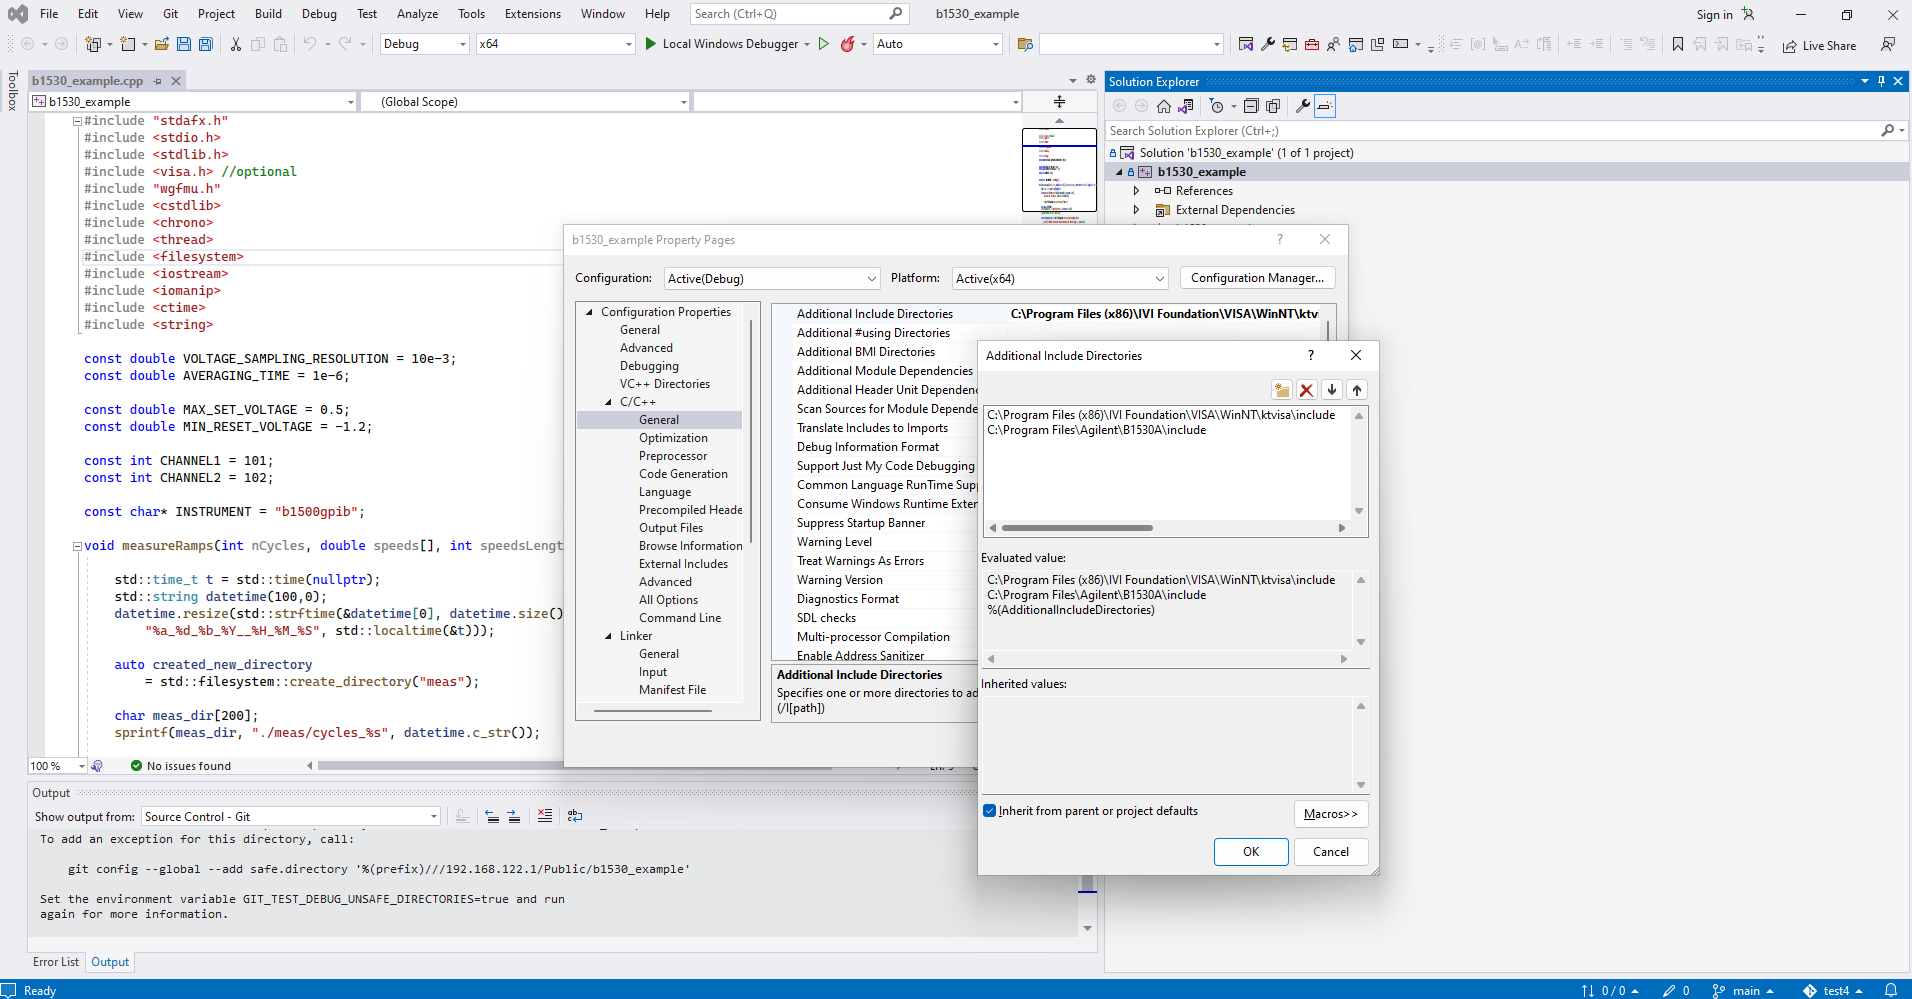 File Edit View Git Project Build Debug Test Analyze Tools Extensions Window Help Search (Ctrl+Q) b1530_example Sign in
Debug x64 Local Windows Debugger Auto Live Share
Toolbox
b1530_example.cpp
b1530_example (Global Scope)
#include "stdafx.h"
#include <stdio.h>
#include <stdlib.h>
#include <visa.h> //optional
#include "wgfmu.h"
#include <cstdlib>
#include <chrono>
#include <thread>
#include <filesystem>
#include <iostream>
#include <iomanip>
#include <ctime>
#include <string>
const double VOLTAGE_SAMPLING_RESOLUTION = 10e-3;
const double AVERAGING_TIME = 1e-6;
const double MAX_SET_VOLTAGE = 0.5;
const double MIN_RESET_VOLTAGE = -1.2;
const int CHANNEL1 = 101;
const int CHANNEL2 = 102;
const char* INSTRUMENT = "b1500gpib";
void measureRamps(int nCycles, double speeds[], int speedsLengt
std::time_t t = std::time(nullptr);
std::string datetime(100,0);
datetime.resize(std::strftime(&datetime[0], datetime.size()
"%a_%d_%b_%Y__%H_%M_%S", std::localtime(&t)));
auto created_new_directory
= std::filesystem::create_directory("meas");
char meas_dir[200];
sprintf(meas_dir, "./meas/cycles_%s", datetime.c_str());
100 % No issues found
Output
Show output from: Source Control - Git
To add an exception for this directory, call:
git config --global --add safe.directory '%(prefix)///192.168.122.1/Public/b1530_example'
Set the environment variable GIT_TEST_DEBUG_UNSAFE_DIRECTORIES=true and run
again for more information.
Error List Output
Ready 0 / 0 0 main test4
Solution Explorer
Search Solution Explorer (Ctrl+;)
Solution 'b1530_example' (1 of 1 project)
b1530_example
References
External Dependencies
b1530_example Property Pages ?
Configuration: Active(Debug) Platform: Active(x64) Configuration Manager...
Configuration Properties
General
Advanced
Debugging
VC++ Directories
C/C++
General
Optimization
Preprocessor
Code Generation
Language
Precompiled Heade
Output Files
Browse Information
External Includes
Advanced
All Options
Command Line
Linker
General
Input
Manifest File
Additional Include Directories C:\Program Files (x86)\IVI Foundation\VISA\WinNT\ktvi
Additional #using Directories
Additional BMI Directories
Additional Module Dependencies
Additional Header Unit Dependenc
Scan Sources for Module Depende
Translate Includes to Imports
Debug Information Format
Support Just My Code Debugging
Common Language RunTime Sup
Consume Windows Runtime Exter
Suppress Startup Banner
Warning Level
Treat Warnings As Errors
Warning Version
Diagnostics Format
SDL checks
Multi-processor Compilation
Enable Address Sanitizer
Additional Include Directories
Specifies one or more directories to ad
(/I[path])
Additional Include Directories ?
C:\Program Files (x86)\IVI Foundation\VISA\WinNT\ktvisa\include
C:\Program Files\Agilent\B1530A\include
Evaluated value:
C:\Program Files (x86)\IVI Foundation\VISA\WinNT\ktvisa\include
C:\Program Files\Agilent\B1530A\include
%(AdditionalIncludeDirectories)
Inherited values:
Inherit from parent or project defaults
Macros>>
OK Cancel